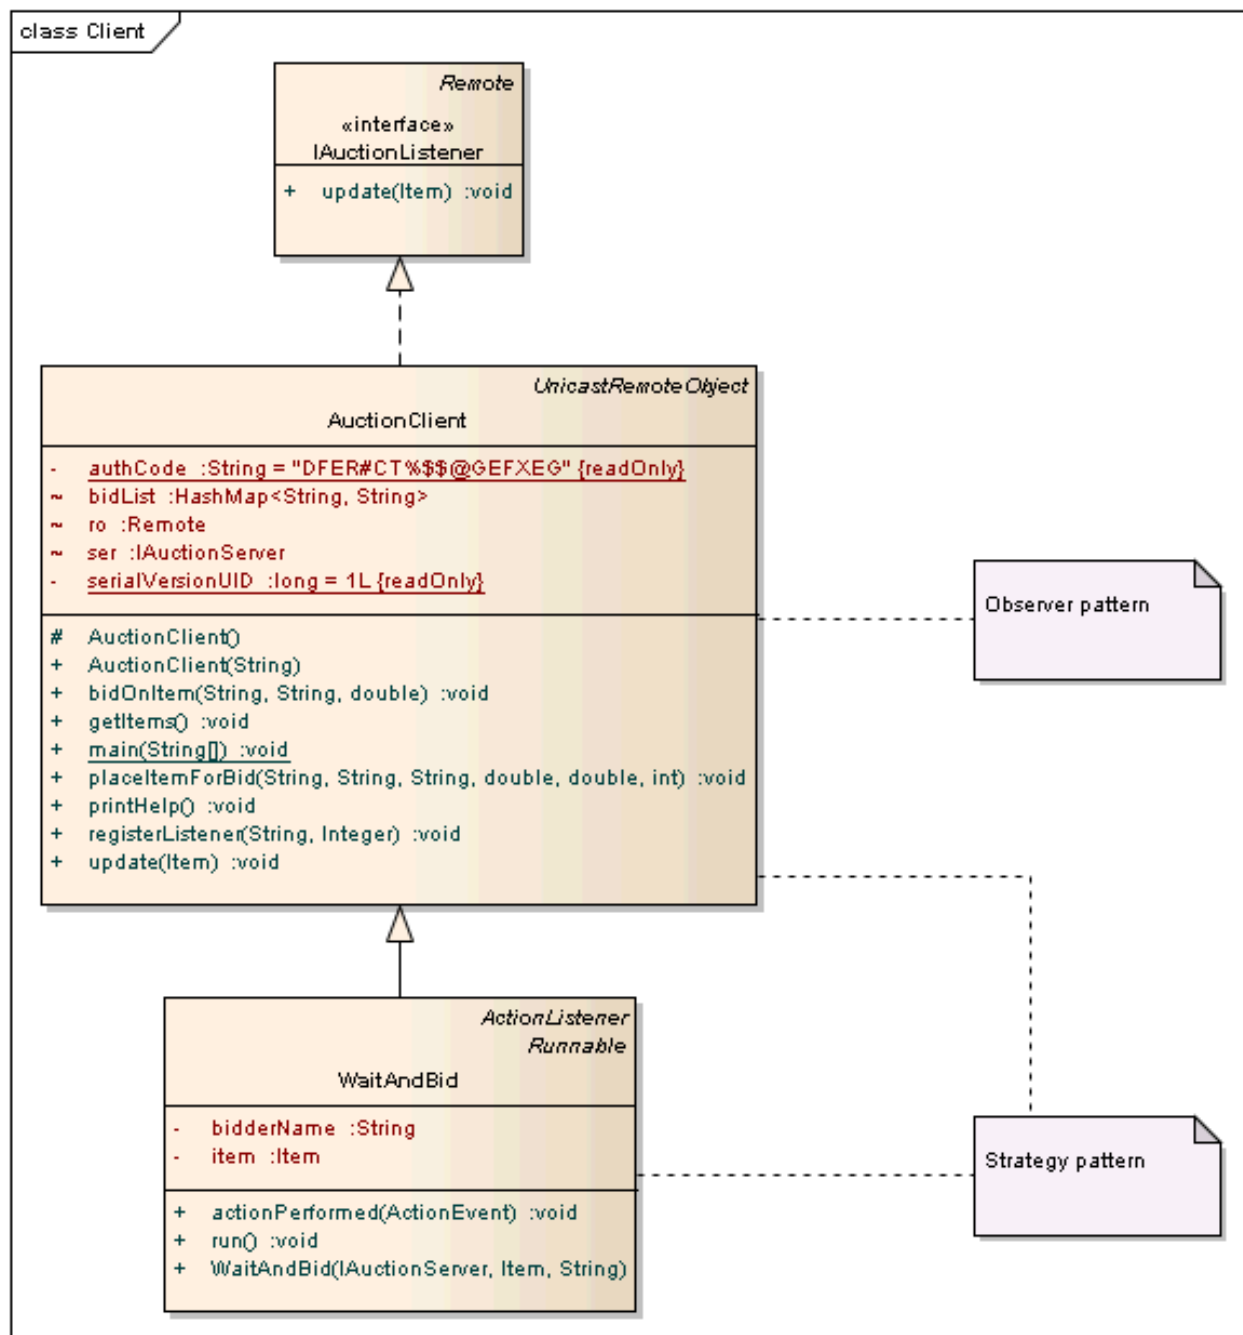 class Client
Remote
«interface»
IAuctionListener
+ update(Item) :void
UnicastRemoteObject
AuctionClient
- authCode :String = "DFER#CT%$$@GEFXEG" {readOnly}
~ bidList :HashMap<String, String>
~ ro :Remote
~ ser :IAuctionServer
- serialVersionUID :long = 1L {readOnly}
Observer pattern
# AuctionClient()
+ AuctionClient(String)
+ bidOnItem(String, String, double) :void
+ getItems() :void
+ main(String[]) :void
+ placeItemForBid(String, String, String, double, double, int) :void
+ printHelp() :void
+ registerListener(String, Integer) :void
+ update(Item) :void
ActionListener
Runnable
WaitAndBid
- bidderName :String
- item :Item
Strategy pattern
+ actionPerformed(ActionEvent) :void
+ run() :void
+ WaitAndBid(IAuctionServer, Item, String)